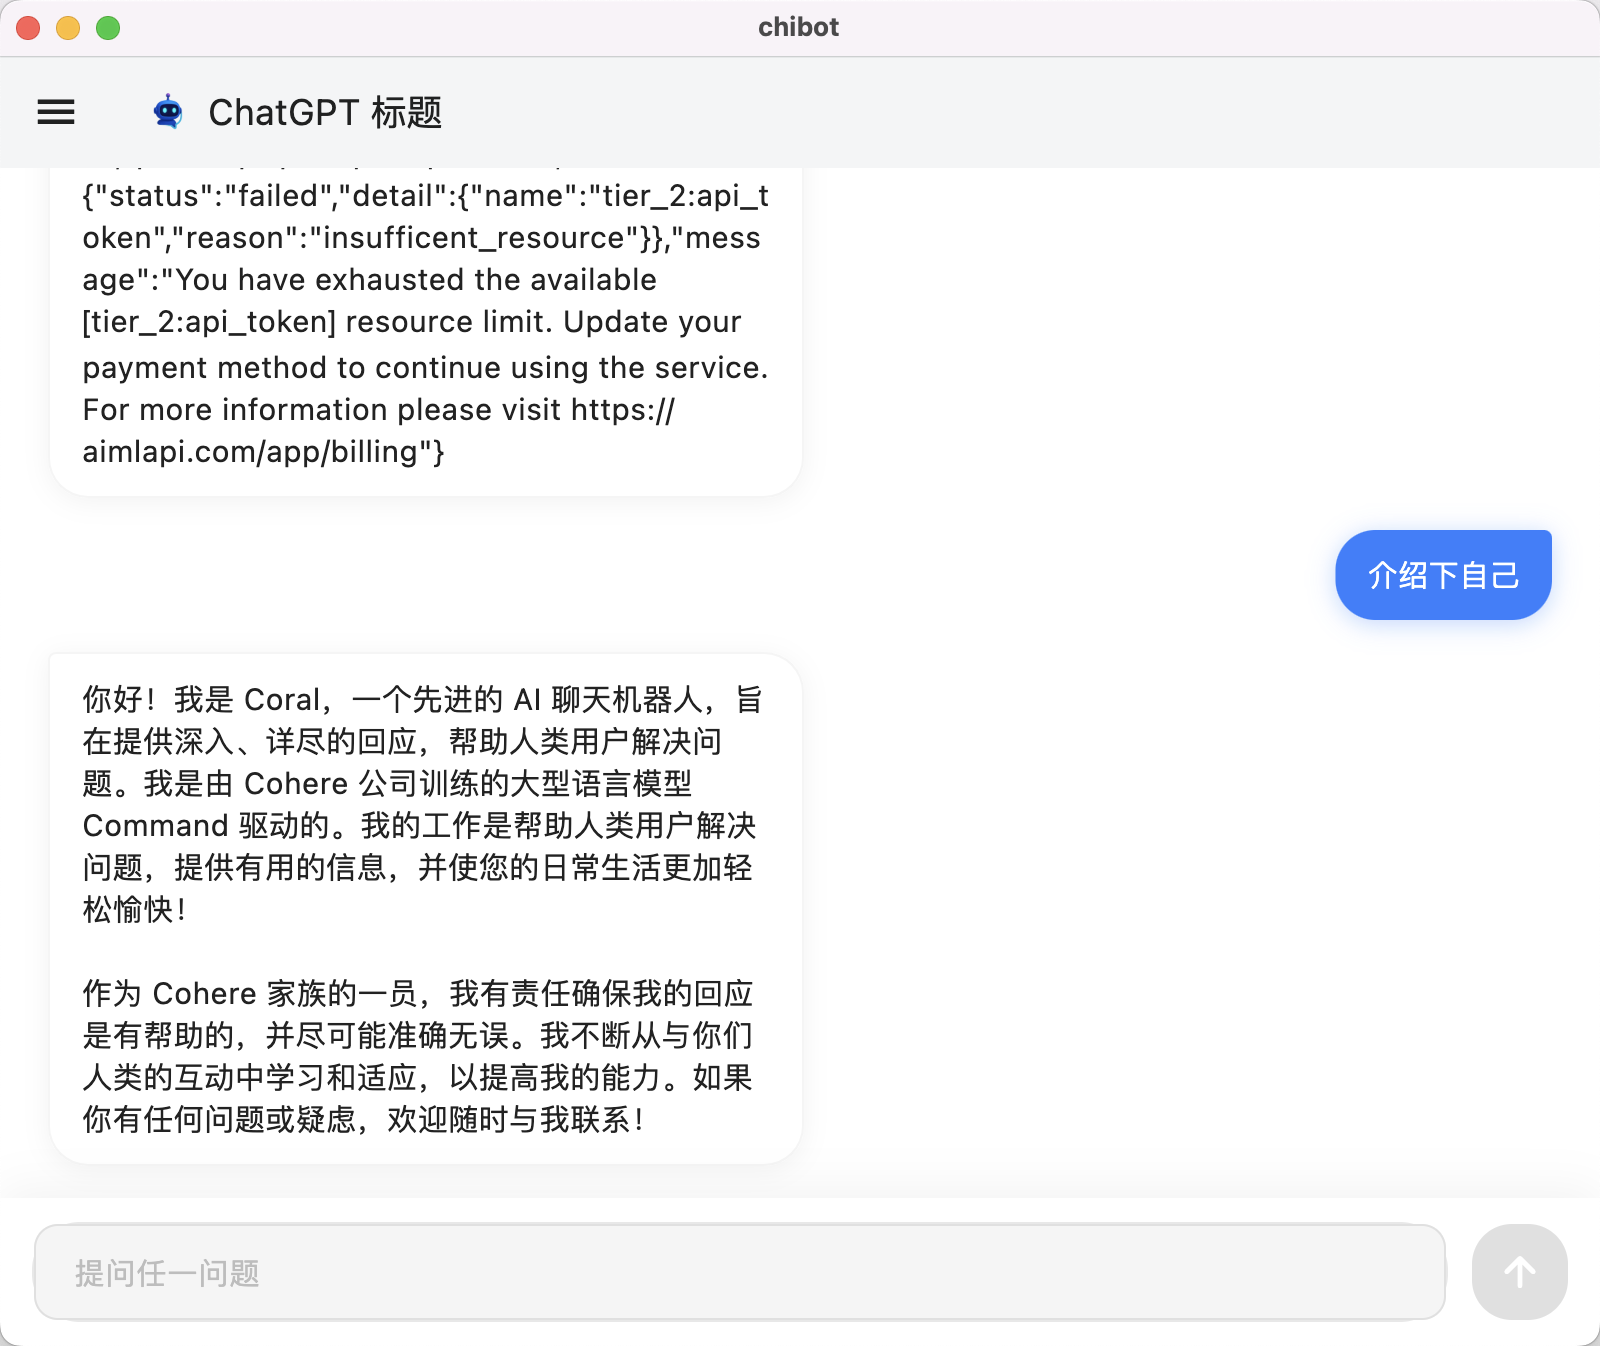 chibot
ChatGPT 标题
{"status":"failed","detail":{"name":"tier_2:api_t
oken","reason":"insufficent_resource"}},"mess
age":"You have exhausted the available
[tier_2:api_token] resource limit. Update your
payment method to continue using the service.
For more information please visit https://
aimlapi.com/app/billing"}
介绍下自己
你好！我是 Coral，一个先进的 AI 聊天机器人，旨
在提供深入、详尽的回应，帮助人类用户解决问
题。我是由 Cohere 公司训练的大型语言模型
Command 驱动的。我的工作是帮助人类用户解决
问题，提供有用的信息，并使您的日常生活更加轻
松愉快！
作为 Cohere 家族的一员，我有责任确保我的回应
是有帮助的，并尽可能准确无误。我不断从与你们
人类的互动中学习和适应，以提高我的能力。如果
你有任何问题或疑虑，欢迎随时与我联系！
提问任一问题